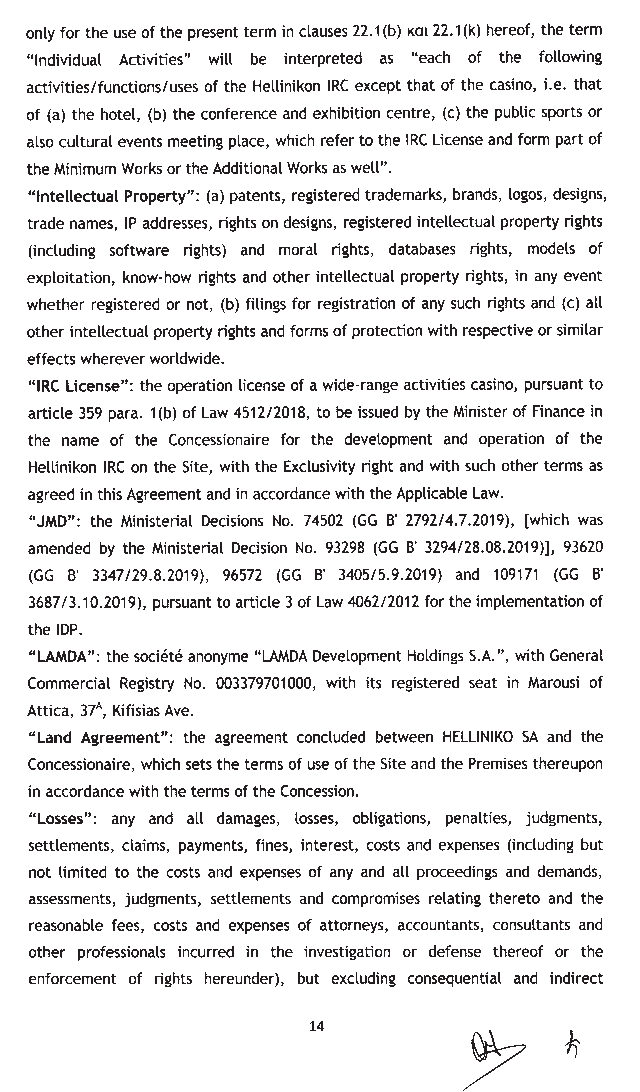 only for the use of the present term in clauses 22.1(b) και 22.1(k) hereof, the term
“Individual Activities” will be interpreted as “each of the following
activities/functions/uses of the Hellinikon IRC except that of the casino, i.e. that
of (a) the hotel, (b) the conference and exhibition centre, (c) the public sports or
also cultural events meeting place, which refer to the IRC License and form part of
the Minimum Works or the Additional Works as well”.
“Intellectual Property”: (a) patents, registered trademarks, brands, logos, designs,
trade names, IP addresses, rights on designs, registered intellectual property rights
(including software rights) and moral rights, databases rights, models of
exploitation, know-how rights and other intellectual property rights, in any event
whether registered or not, (b) filings for registration of any such rights and (c) all
other intellectual property rights and forms of protection with respective or similar
effects wherever worldwide.
“IRC License”: the operation license of a wide-range activities casino, pursuant to
article 359 para. 1(b) of Law 4512/2018, to be issued by the Minister of Finance in
the name of the Concessionaire for the development and operation of the
Hellinikon IRC on the Site, with the Exclusivity right and with such other terms as
agreed in this Agreement and in accordance with the Applicable Law.
“JMD”: the Ministerial Decisions No. 74502 (GG B' 2792/4.7.2019), [which was
amended by the Ministerial Decision No. 93298 (GG B' 3294/28.08.2019)], 93620
(GG B' 3347/29.8.2019), 96572 (GG B' 3405/5.9.2019) and 109171 (GG B'
3687/3.10.2019), pursuant to article 3 of Law 4062/2012 for the implementation of
the IDP.
“LAMDA”: the société anonyme “LAMDA Development Holdings S.A.”, with General
Commercial Registry No. 003379701000, with its registered seat in Marousi of
Attica, 37A, Kifisias Ave.
“Land Agreement”: the agreement concluded between HELLINIKO SA and the
Concessionaire, which sets the terms of use of the Site and the Premises thereupon
in accordance with the terms of the Concession.
“Losses”: any and all damages, losses, obligations, penalties, judgments,
settlements, claims, payments, fines, interest, costs and expenses (including but
not limited to the costs and expenses of any and all proceedings and demands,
assessments, judgments, settlements and compromises relating thereto and the
reasonable fees, costs and expenses of attorneys, accountants, consultants and
other professionals incurred in the investigation or defense thereof or the
enforcement of rights hereunder), but excluding consequential and indirect
14